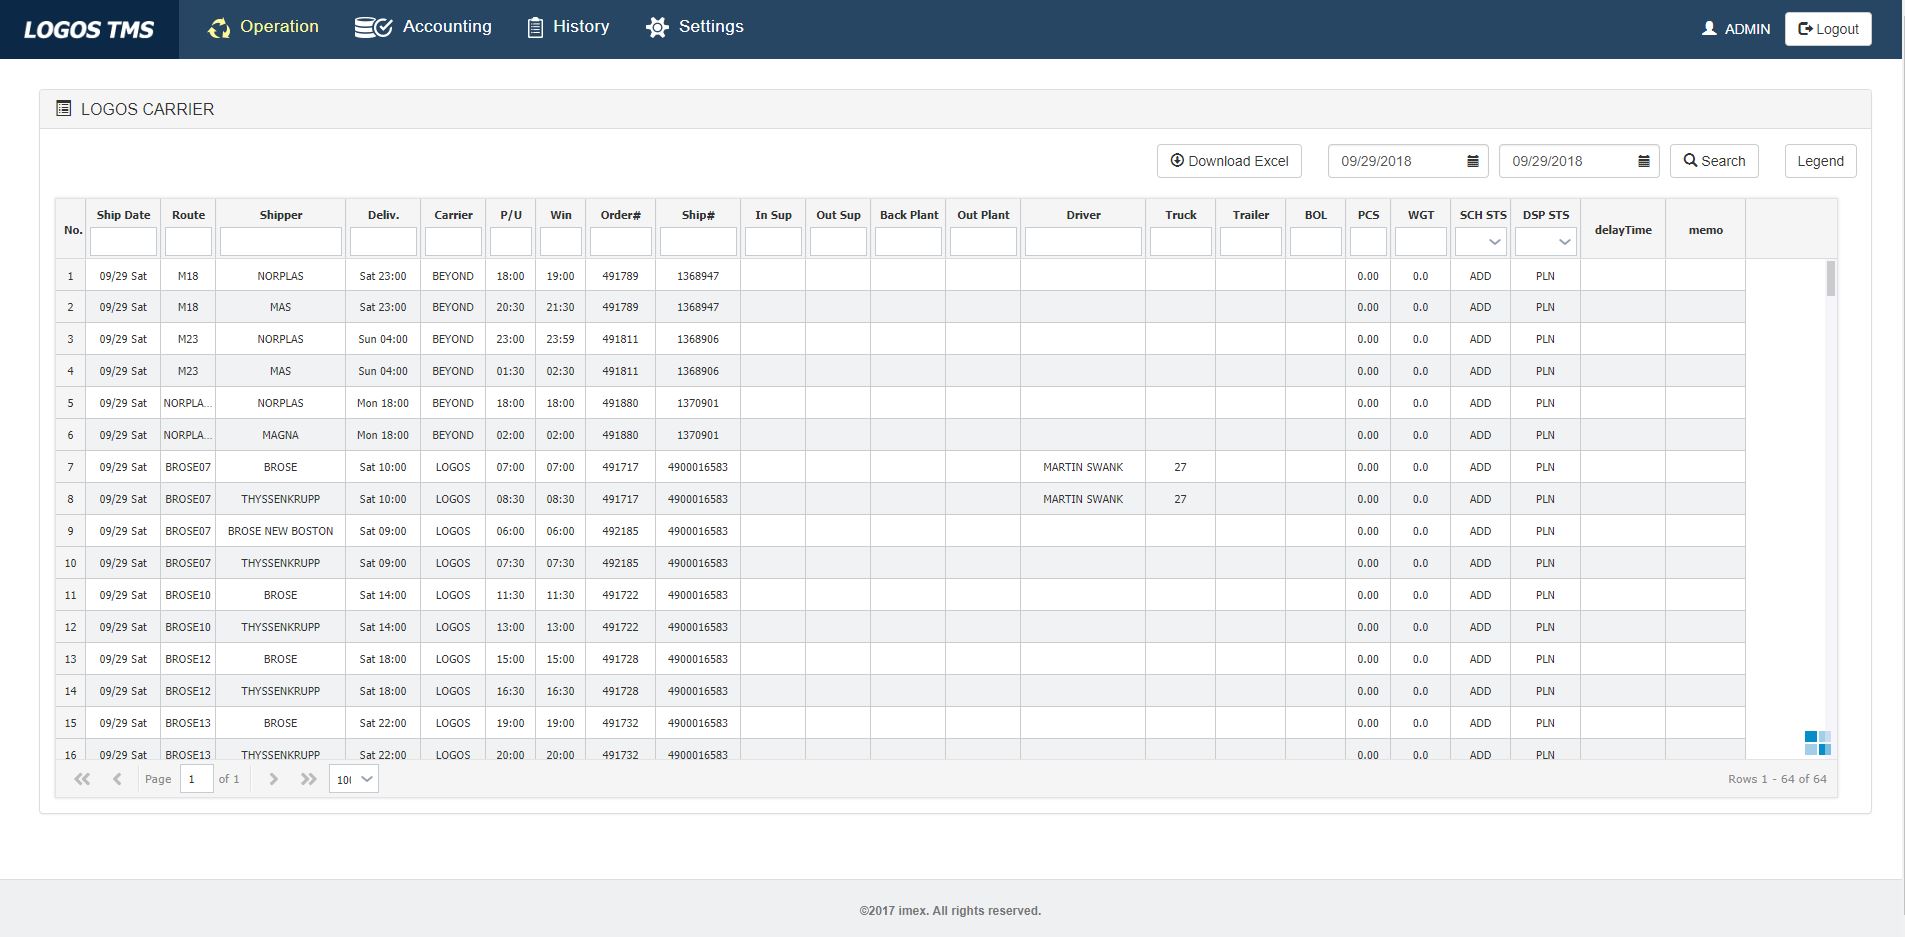 LOGOS TMS Operation Accounting History Settings ADMIN Logout
LOGOS CARRIER
Download Excel 09/29/2018 09/29/2018 Search Legend
No. Ship Date Route Shipper Deliv. Carrier P/U Win Order# Ship# In Sup Out Sup Back Plant Out Plant Driver Truck Trailer BOL PCS WGT SCH STS DSP STS delayTime memo
1 09/29 Sat M18 NORPLAS Sat 23:00 BEYOND 18:00 19:00 491789 1368947 0.00 0.0 ADD PLN
2 09/29 Sat M18 MAS Sat 23:00 BEYOND 20:30 21:30 491789 1368947 0.00 0.0 ADD PLN
3 09/29 Sat M23 NORPLAS Sun 04:00 BEYOND 23:00 23:59 491811 1368906 0.00 0.0 ADD PLN
4 09/29 Sat M23 MAS Sun 04:00 BEYOND 01:30 02:30 491811 1368906 0.00 0.0 ADD PLN
5 09/29 Sat NORPLA... NORPLAS Mon 18:00 BEYOND 18:00 18:00 491880 1370901 0.00 0.0 ADD PLN
6 09/29 Sat NORPLA... MAGNA Mon 18:00 BEYOND 02:00 02:00 491880 1370901 0.00 0.0 ADD PLN
7 09/29 Sat BROSE07 BROSE Sat 10:00 LOGOS 07:00 07:00 491717 4900016583 MARTIN SWANK 27 0.00 0.0 ADD PLN
8 09/29 Sat BROSE07 THYSSENKRUPP Sat 10:00 LOGOS 08:30 08:30 491717 4900016583 MARTIN SWANK 27 0.00 0.0 ADD PLN
9 09/29 Sat BROSE07 BROSE NEW BOSTON Sat 09:00 LOGOS 06:00 06:00 492185 4900016583 0.00 0.0 ADD PLN
10 09/29 Sat BROSE07 THYSSENKRUPP Sat 09:00 LOGOS 07:30 07:30 492185 4900016583 0.00 0.0 ADD PLN
11 09/29 Sat BROSE10 BROSE Sat 14:00 LOGOS 11:30 11:30 491722 4900016583 0.00 0.0 ADD PLN
12 09/29 Sat BROSE10 THYSSENKRUPP Sat 14:00 LOGOS 13:00 13:00 491722 4900016583 0.00 0.0 ADD PLN
13 09/29 Sat BROSE12 BROSE Sat 18:00 LOGOS 15:00 15:00 491728 4900016583 0.00 0.0 ADD PLN
14 09/29 Sat BROSE12 THYSSENKRUPP Sat 18:00 LOGOS 16:30 16:30 491728 4900016583 0.00 0.0 ADD PLN
15 09/29 Sat BROSE13 BROSE Sat 22:00 LOGOS 19:00 19:00 491732 4900016583 0.00 0.0 ADD PLN
16 09/29 Sat BROSE13 THYSSENKRUPP Sat 22:00 LOGOS 20:00 20:00 491732 4900016583 0.00 0.0 ADD PLN
Page 1 of 1 Rows 1 - 64 of 64
©2017 imex. All rights reserved.